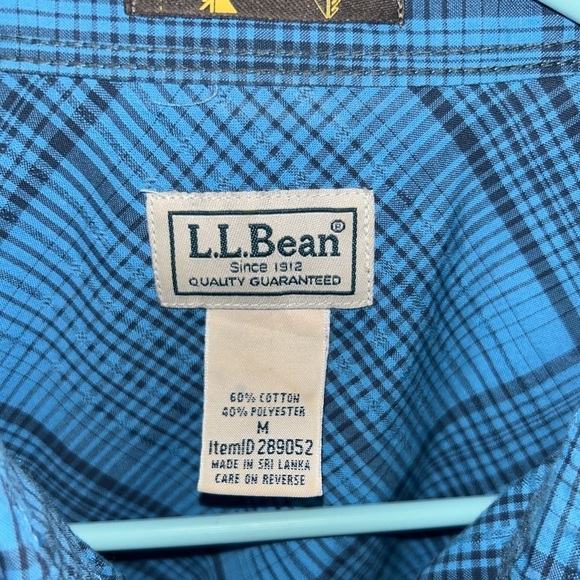 L.L.Bean®
Since 1912
QUALITY GUARANTEED
60% COTTON
40% POLYESTER
M
ItemID 289052
MADE IN SRI LANKA
CARE ON REVERSE